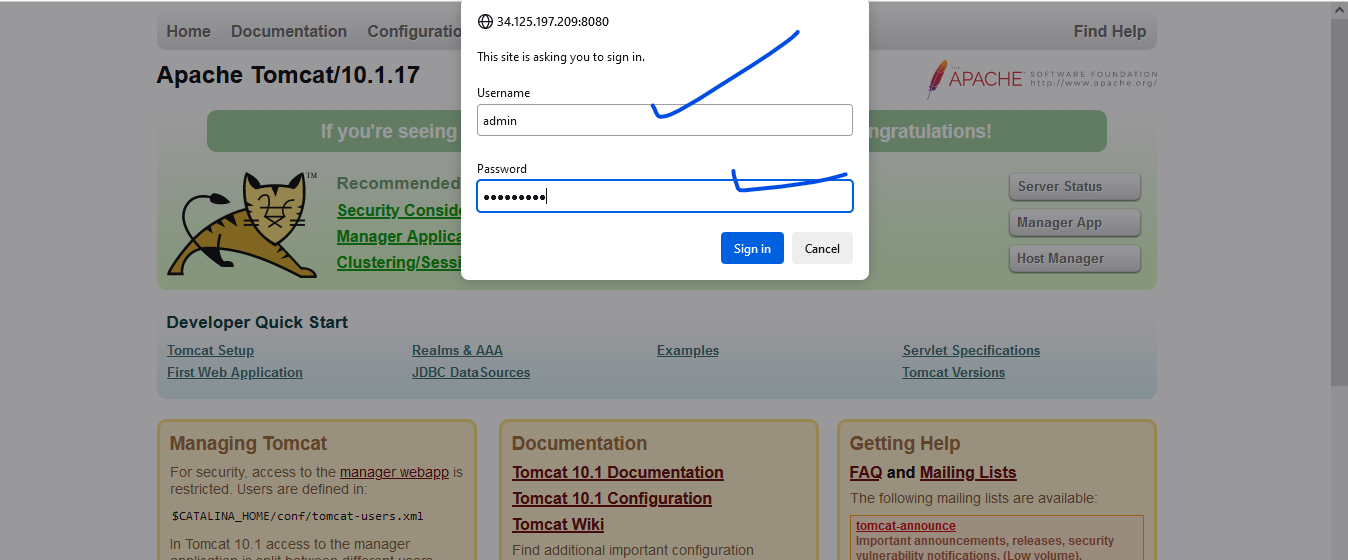 34.125.197.209:8080
This site is asking you to sign in.
Username
admin
Password
Sign in
Cancel
Home Documentation Configuratio Find Help
Apache Tomcat/10.1.17
THE APACHE SOFTWARE FOUNDATION
http://www.apache.org/
If you're seeing ngratulations!
TM
Recommended
Security Conside
Manager Applica
Clustering/Sessi
Server Status
Manager App
Host Manager
Developer Quick Start
Tomcat Setup
First Web Application
Realms & AAA
JDBC DataSources
Examples
Servlet Specifications
Tomcat Versions
Managing Tomcat
For security, access to the manager webapp is
restricted. Users are defined in:
$CATALINA_HOME/conf/tomcat-users.xml
In Tomcat 10.1 access to the manager
application is split between different users.
Documentation
Tomcat 10.1 Documentation
Tomcat 10.1 Configuration
Tomcat Wiki
Find additional important configuration
Getting Help
FAQ and Mailing Lists
The following mailing lists are available:
tomcat-announce
Important announcements, releases, security
vulnerability notifications. (Low volume).